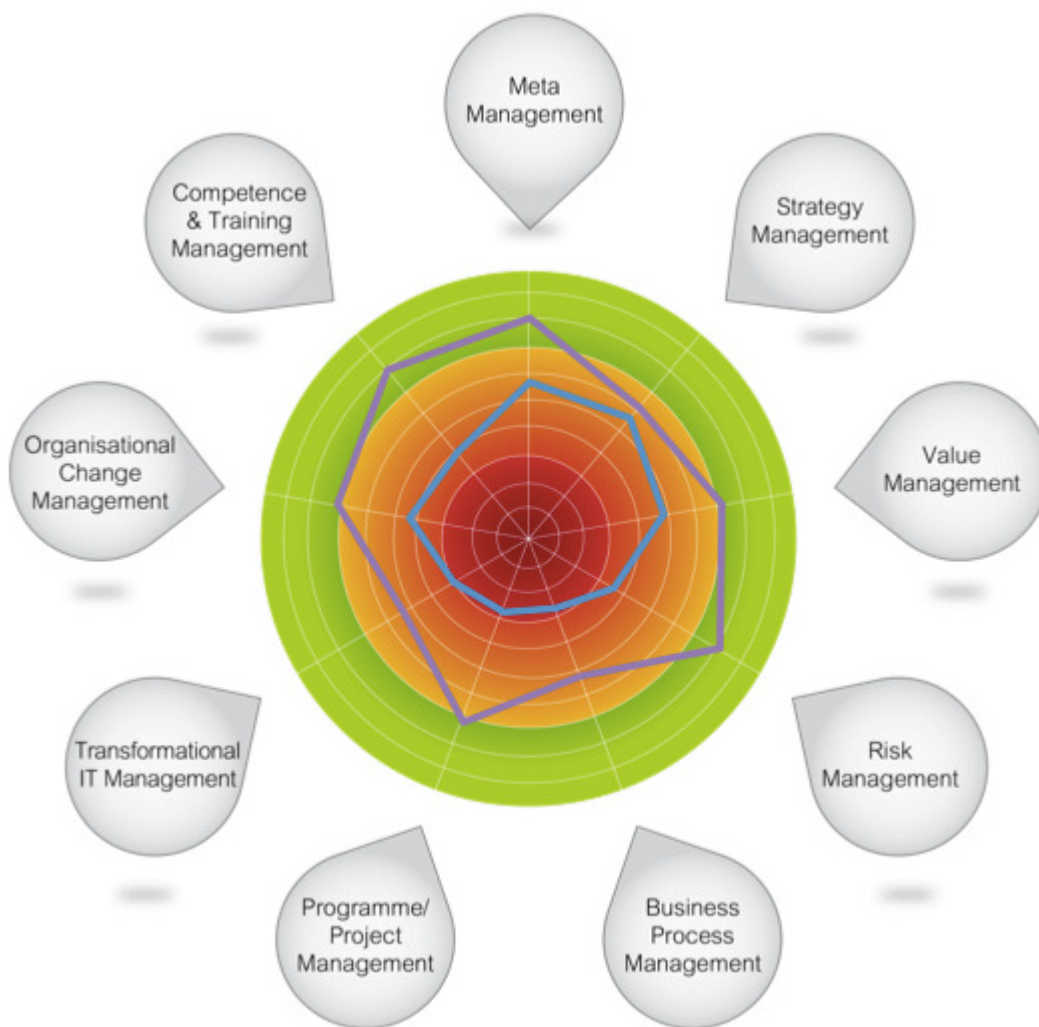 Meta
Management
Strategy
Management
Value
Management
Risk
Management
Business
Process
Management
Programme/
Project
Management
Transformational
IT Management
Organisational
Change
Management
Competence
& Training
Management